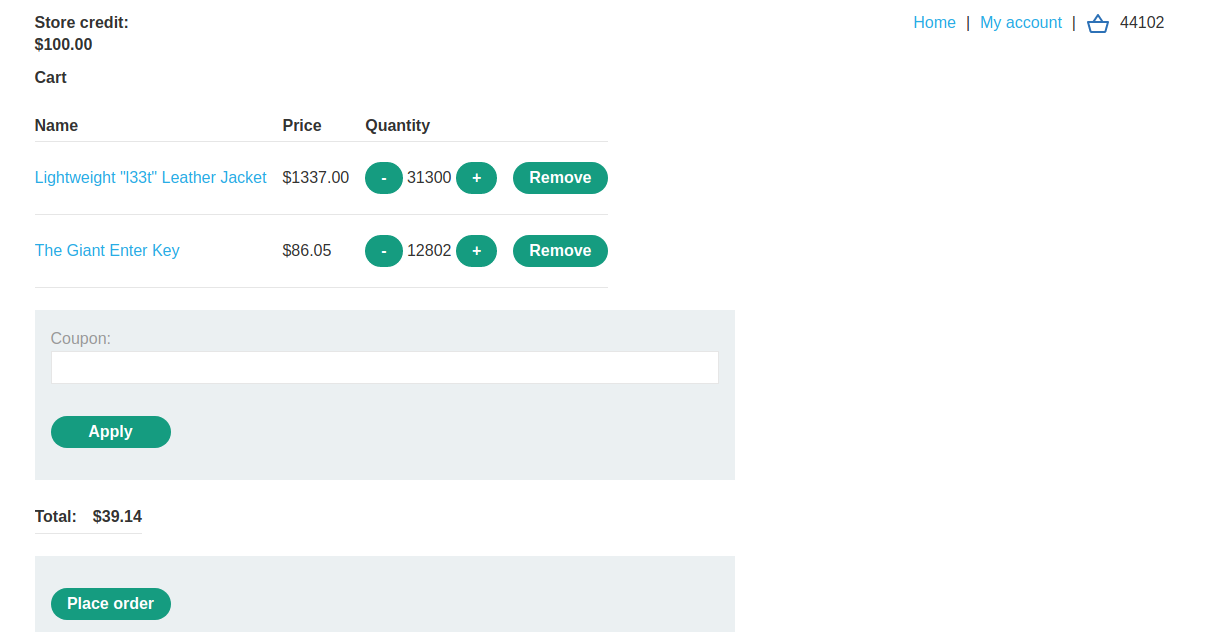 Store credit:
$100.00
Home | My account | 44102
Cart
Name Price Quantity
Lightweight "l33t" Leather Jacket $1337.00 - 31300 + Remove
The Giant Enter Key $86.05 - 12802 + Remove
Coupon:
Apply
Total: $39.14
Place order